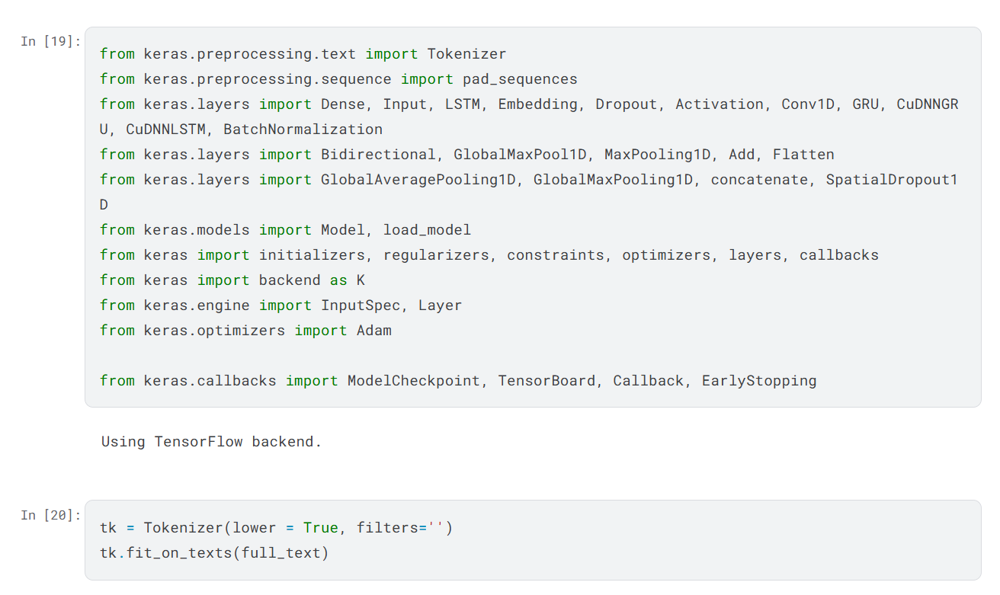 In [19]:
from keras.preprocessing.text import Tokenizer
from keras.preprocessing.sequence import pad_sequences
from keras.layers import Dense, Input, LSTM, Embedding, Dropout, Activation, Conv1D, GRU, CuDNNGR
U, CuDNNLSTM, BatchNormalization
from keras.layers import Bidirectional, GlobalMaxPool1D, MaxPooling1D, Add, Flatten
from keras.layers import GlobalAveragePooling1D, GlobalMaxPooling1D, concatenate, SpatialDropout1
D
from keras.models import Model, load_model
from keras import initializers, regularizers, constraints, optimizers, layers, callbacks
from keras import backend as K
from keras.engine import InputSpec, Layer
from keras.optimizers import Adam
from keras.callbacks import ModelCheckpoint, TensorBoard, Callback, EarlyStopping
Using TensorFlow backend.
In [20]:
tk = Tokenizer(lower = True, filters='')
tk.fit_on_texts(full_text)